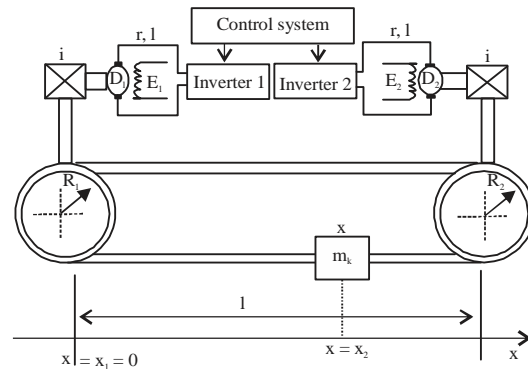 Control system
r, l
r, l
i
i
D₁
E₁
Inverter 1
Inverter 2
E₂
D₂
R₁
R₂
x
mₖ
l
x = x₁ = 0
x = x₂
x